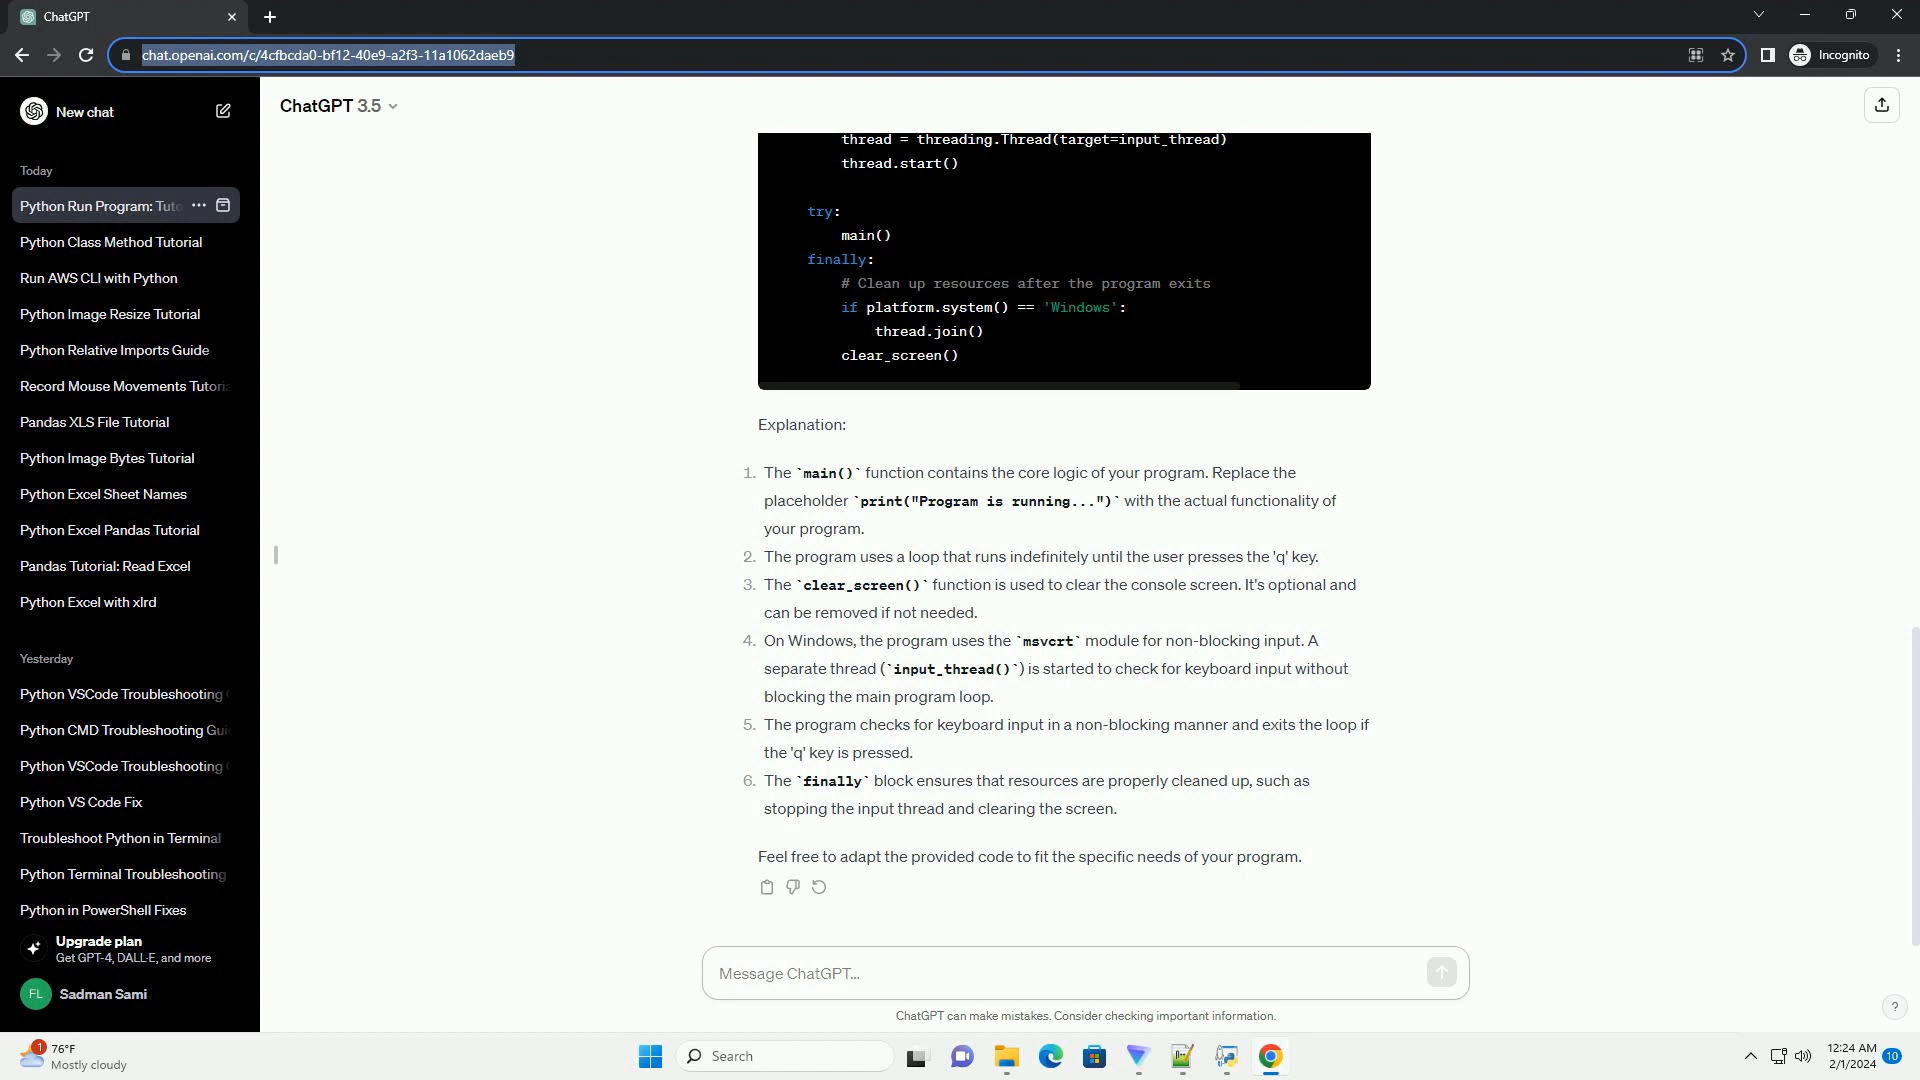 ChatGPT
chat.openai.com/c/4cfbcda0-bf12-40e9-a2f3-11a1062daeb9
Incognito
New chat
ChatGPT 3.5
Today
Python Run Program: Tuto
Python Class Method Tutorial
Run AWS CLI with Python
Python Image Resize Tutorial
Python Relative Imports Guide
Record Mouse Movements Tutoria
Pandas XLS File Tutorial
Python Image Bytes Tutorial
Python Excel Sheet Names
Python Excel Pandas Tutorial
Pandas Tutorial: Read Excel
Python Excel with xlrd
Yesterday
Python VSCode Troubleshooting G
Python CMD Troubleshooting Guid
Python VSCode Troubleshooting G
Python VS Code Fix
Troubleshoot Python in Terminal
Python Terminal Troubleshooting
Python in PowerShell Fixes
Upgrade plan
Get GPT-4, DALL·E, and more
FL
Sadman Sami
thread = threading.Thread(target=input_thread)
thread.start()
try:
main()
finally:
# Clean up resources after the program exits
if platform.system() == 'Windows':
thread.join()
clear_screen()
Explanation:
1. The `main()` function contains the core logic of your program. Replace the
placeholder `print("Program is running...")` with the actual functionality of
your program.
2. The program uses a loop that runs indefinitely until the user presses the 'q' key.
3. The `clear_screen()` function is used to clear the console screen. It's optional and
can be removed if not needed.
4. On Windows, the program uses the `msvcrt` module for non-blocking input. A
separate thread (`input_thread()`) is started to check for keyboard input without
blocking the main program loop.
5. The program checks for keyboard input in a non-blocking manner and exits the loop if
the 'q' key is pressed.
6. The `finally` block ensures that resources are properly cleaned up, such as
stopping the input thread and clearing the screen.
Feel free to adapt the provided code to fit the specific needs of your program.
Message ChatGPT...
ChatGPT can make mistakes. Consider checking important information.
?
1
76°F
Mostly cloudy
Search
12:24 AM
2/1/2024
10